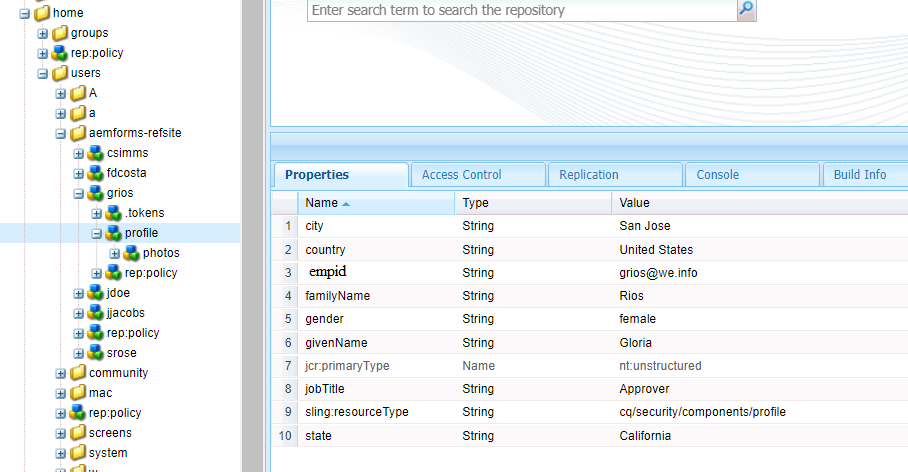 home
groups
rep:policy
users
A
a
aemforms-refsite
csimms
fdcosta
grios
.tokens
profile
photos
rep:policy
jdoe
jjacobs
rep:policy
srose
community
mac
rep:policy
screens
system
Enter search term to search the repository
Properties Access Control Replication Console Build Info
Name Type Value
1 city String San Jose
2 country String United States
3 empid String grios@we.info
4 familyName String Rios
5 gender String female
6 givenName String Gloria
7 jcr:primaryType Name nt:unstructured
8 jobTitle String Approver
9 sling:resourceType String cq/security/components/profile
10 state String California